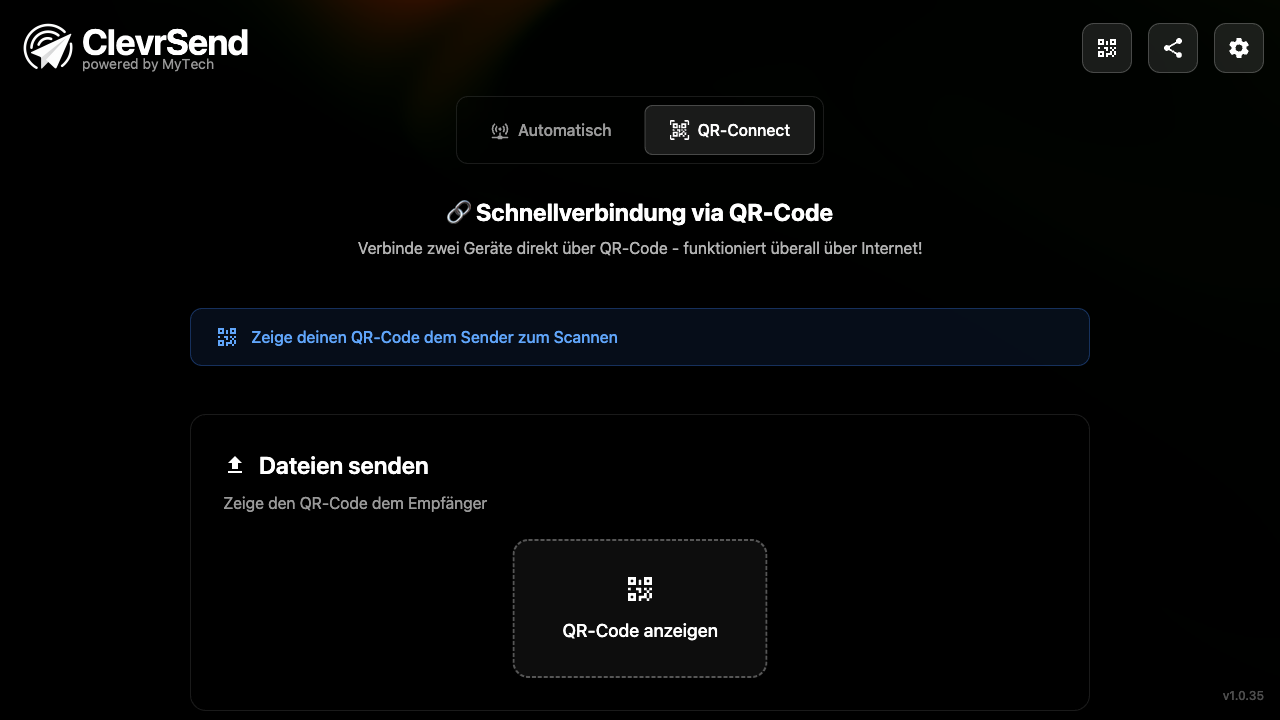 ClevrSend
powered by MyTech
Automatisch
QR-Connect
Schnellverbindung via QR-Code
Verbinde zwei Geräte direkt über QR-Code - funktioniert überall über Internet!
Zeige deinen QR-Code dem Sender zum Scannen
Dateien senden
Zeige den QR-Code dem Empfänger
QR-Code anzeigen
v1.0.35